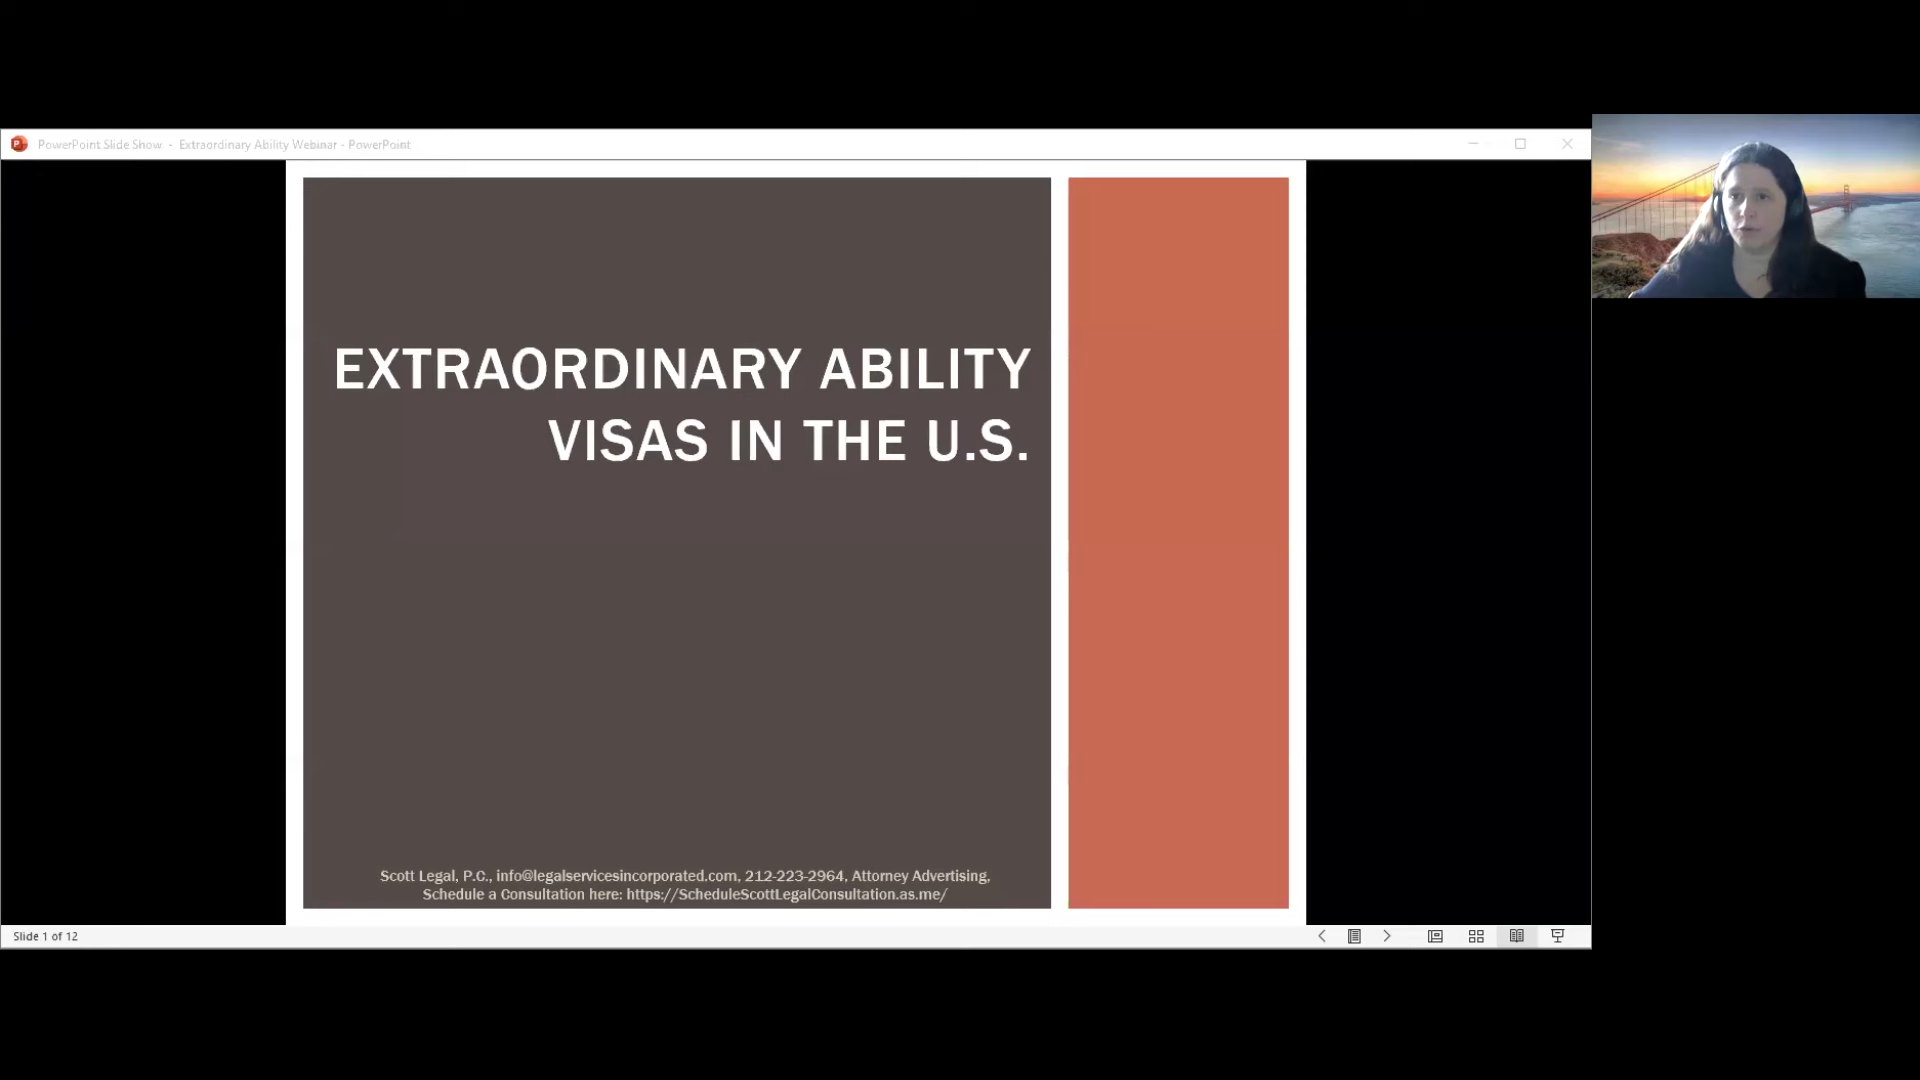 PowerPoint Slide Show - Extraordinary Ability Webinar - PowerPoint
EXTRAORDINARY ABILITY
VISAS IN THE U.S.
Scott Legal, P.C., info@legalservicesincorporated.com, 212-223-2964, Attorney Advertising,
Schedule a Consultation here: https://ScheduleScottLegalConsultation.as.me/
Slide 1 of 12